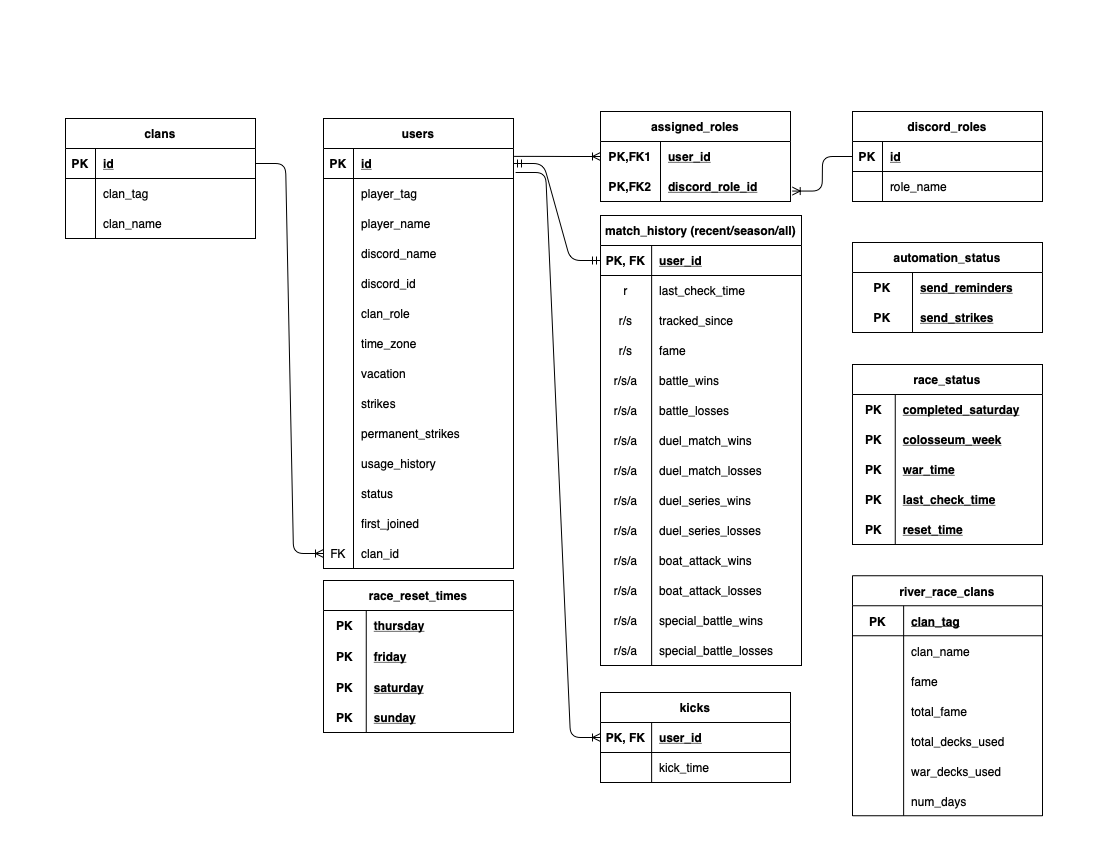 clans
PK id
clan_tag
clan_name
users
PK id
player_tag
player_name
discord_name
discord_id
clan_role
time_zone
vacation
strikes
permanent_strikes
usage_history
status
first_joined
FK clan_id
race_reset_times
PK thursday
PK friday
PK saturday
PK sunday
assigned_roles
PK,FK1 user_id
PK,FK2 discord_role_id
match_history (recent/season/all)
PK, FK user_id
r last_check_time
r/s tracked_since
r/s fame
r/s/a battle_wins
r/s/a battle_losses
r/s/a duel_match_wins
r/s/a duel_match_losses
r/s/a duel_series_wins
r/s/a duel_series_losses
r/s/a boat_attack_wins
r/s/a boat_attack_losses
r/s/a special_battle_wins
r/s/a special_battle_losses
kicks
PK, FK user_id
kick_time
discord_roles
PK id
role_name
automation_status
PK send_reminders
PK send_strikes
race_status
PK completed_saturday
PK colosseum_week
PK war_time
PK last_check_time
PK reset_time
river_race_clans
PK clan_tag
clan_name
fame
total_fame
total_decks_used
war_decks_used
num_days